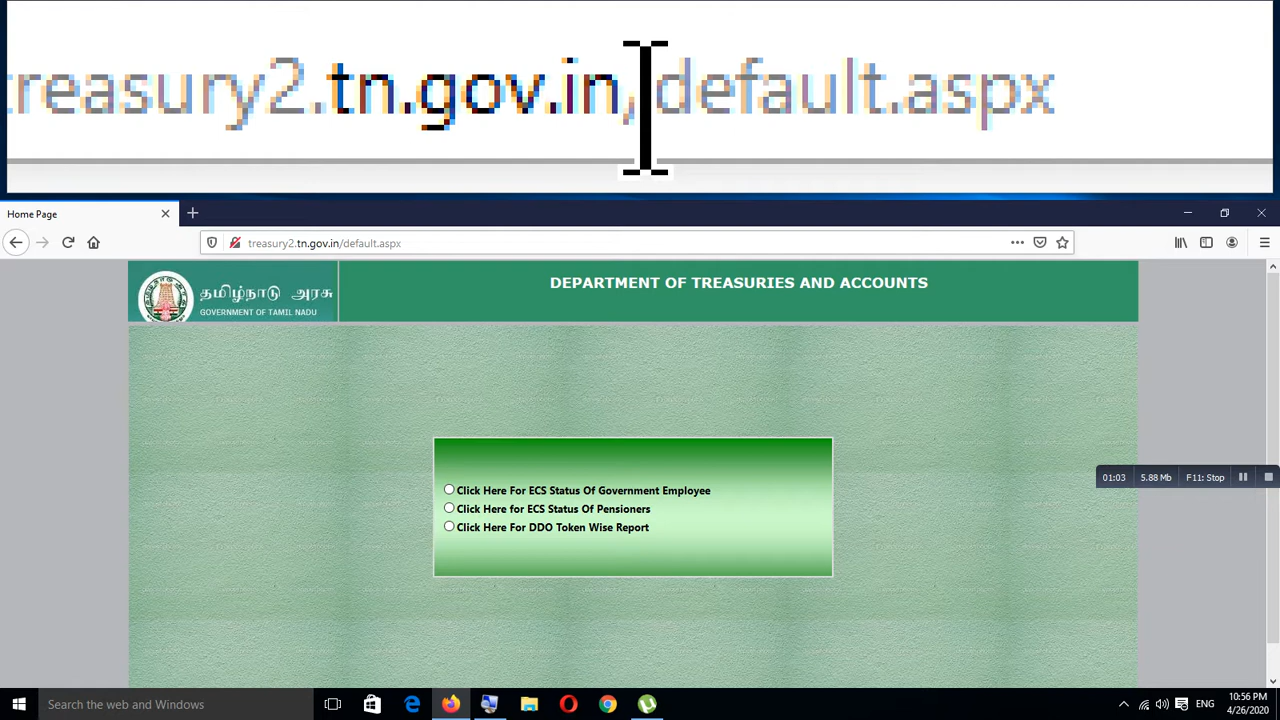 treasury2.tn.gov.in/default.aspx
Home Page
treasury2.tn.gov.in/default.aspx
தமிழ்நாடு அரசு
GOVERNMENT OF TAMIL NADU
DEPARTMENT OF TREASURIES AND ACCOUNTS
Click Here For ECS Status Of Government Employee
Click Here for ECS Status Of Pensioners
Click Here For DDO Token Wise Report
01:03 5.88 Mb F11: Stop
Search the web and Windows
ENG
10:56 PM
4/26/2020